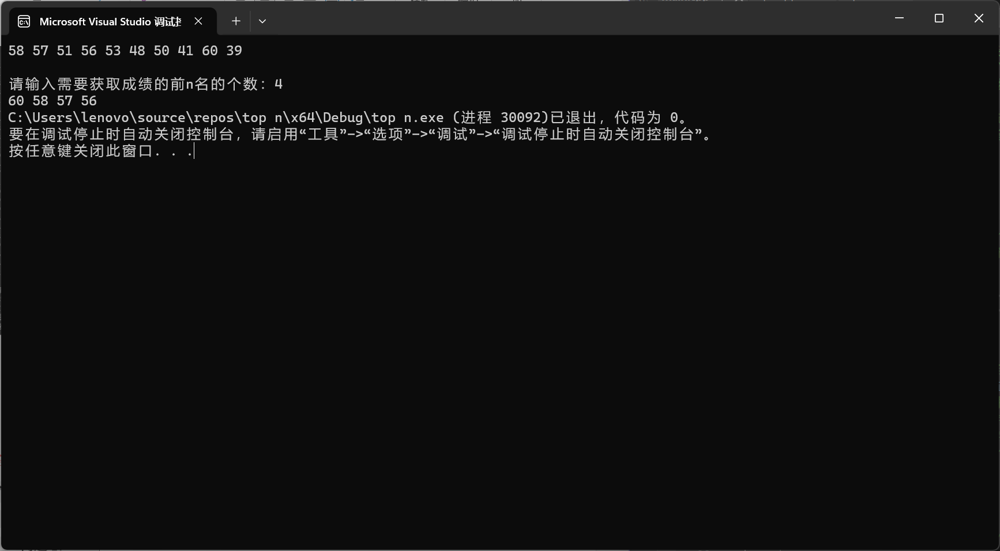 Microsoft Visual Studio 调试
58 57 51 56 53 48 50 41 60 39
请输入需要获取成绩的前n名的个数：4
60 58 57 56
C:\Users\lenovo\source\repos\top n\x64\Debug\top n.exe (进程 30092)已退出，代码为 0。
要在调试停止时自动关闭控制台，请启用“工具”->“选项”->“调试”->“调试停止时自动关闭控制台”。
按任意键关闭此窗口. . .